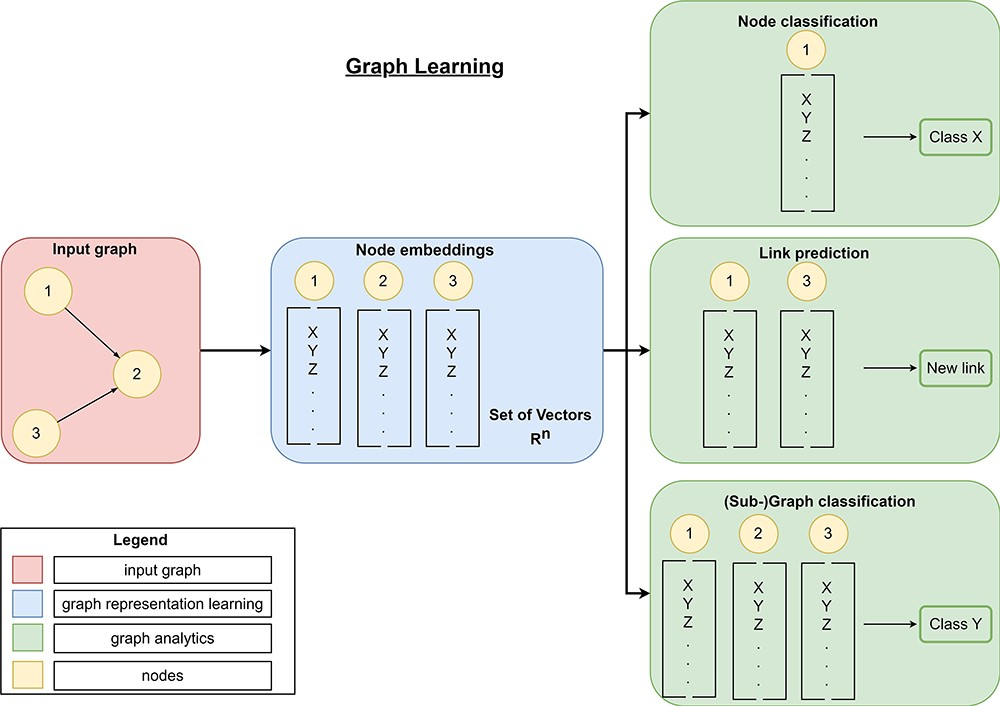 Graph Learning
Input graph
1
2
3
Node embeddings
1 2 3
X X X
Y Y Y
Z Z Z
. . .
. . .
. . .
Set of Vectors
Rn
Node classification
1
X
Y
Z
.
.
.
Class X
Link prediction
1 3
X X
Y Y
Z Z
. .
. .
. .
New link
(Sub-)Graph classification
1 2 3
X X X
Y Y Y
Z Z Z
. . .
. . .
. . .
Class Y
Legend
input graph
graph representation learning
graph analytics
nodes